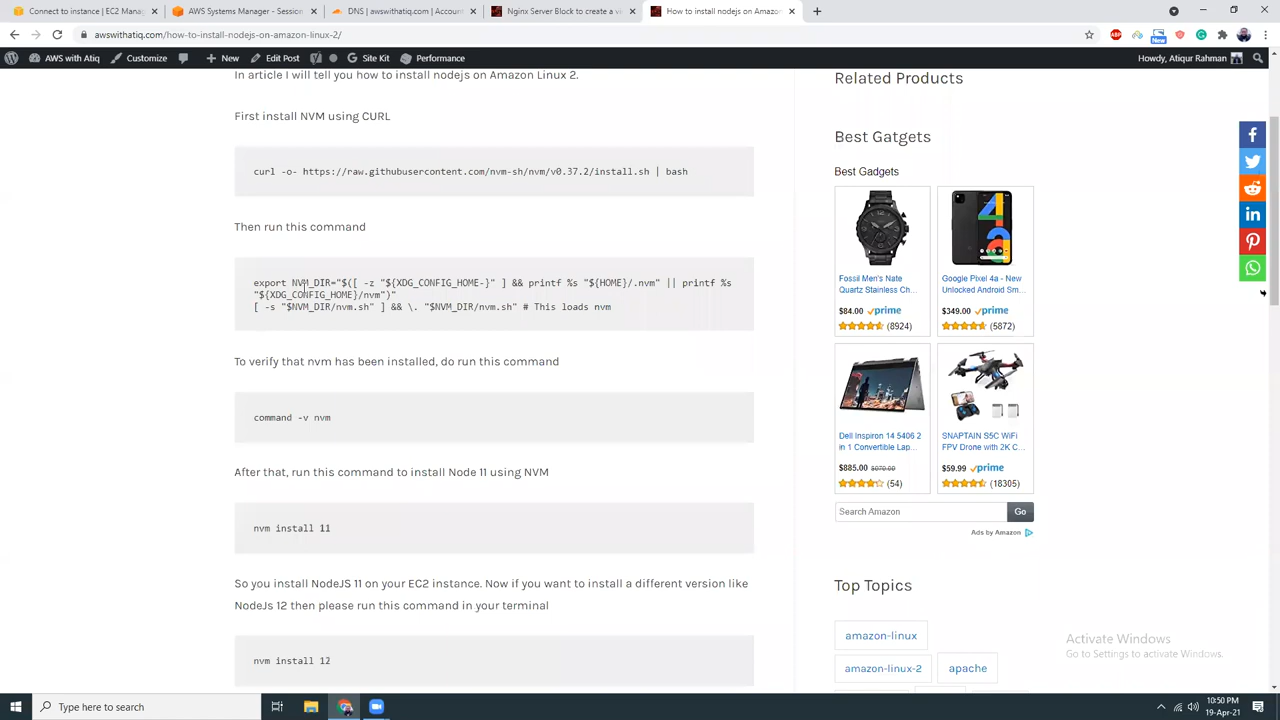 Connect to instance | EC2 Manag
AWS Systems Manager - Session
DNS | awswithatiq.com | Account
Nginx Server Block to create a vi
How to install nodejs on Amazon
awswithatiq.com/how-to-install-nodejs-on-amazon-linux-2/
ABP
New
AWS with Atiq
Customize
New
Edit Post
Site Kit
Performance
Howdy, Atiqur Rahman
In article I will tell you how to install nodejs on Amazon Linux 2.
First install NVM using CURL
curl -o- https://raw.githubusercontent.com/nvm-sh/nvm/v0.37.2/install.sh | bash
Then run this command
export NVM_DIR="$([ -z "${XDG_CONFIG_HOME-}" ] && printf %s "${HOME}/.nvm" || printf %s
"${XDG_CONFIG_HOME}/nvm")"
[ -s "$NVM_DIR/nvm.sh" ] && \. "$NVM_DIR/nvm.sh" # This loads nvm
To verify that nvm has been installed, do run this command
command -v nvm
After that, run this command to install Node 11 using NVM
nvm install 11
So you install NodeJS 11 on your EC2 instance. Now if you want to install a different version like
NodeJs 12 then please run this command in your terminal
nvm install 12
Related Products
Best Gatgets
Best Gadgets
Fossil Men's Nate
Quartz Stainless Ch...
$84.00 prime
(8924)
Google Pixel 4a - New
Unlocked Android Sm...
$349.00 prime
(5872)
Dell Inspiron 14 5406 2
in 1 Convertible Lap...
$885.00
(54)
SNAPTAIN S5C WiFi
FPV Drone with 2K C...
$59.99 prime
(18305)
Search Amazon
Go
Ads by Amazon
Top Topics
amazon-linux
amazon-linux-2
apache
Activate Windows
Go to Settings to activate Windows.
Type here to search
10:50 PM
19-Apr-21